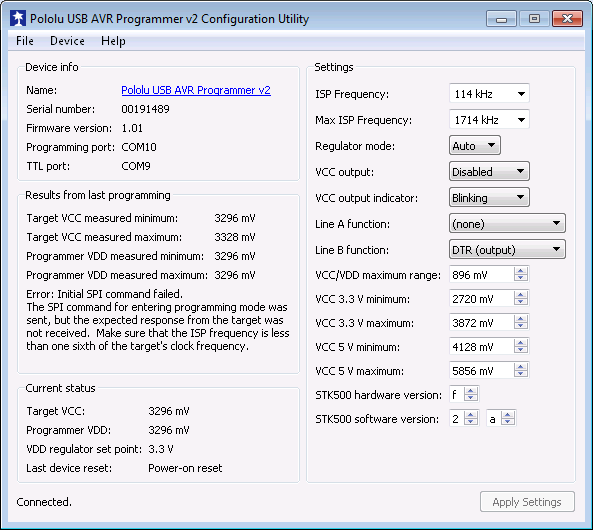 Pololu USB AVR Programmer v2 Configuration Utility
File Device Help
Device info
Name: Pololu USB AVR Programmer v2
Serial number: 00191489
Firmware version: 1.01
Programming port: COM10
TTL port: COM9
Results from last programming
Target VCC measured minimum: 3296 mV
Target VCC measured maximum: 3328 mV
Programmer VDD measured minimum: 3296 mV
Programmer VDD measured maximum: 3296 mV
Error: Initial SPI command failed.
The SPI command for entering programming mode was
sent, but the expected response from the target was
not received. Make sure that the ISP frequency is less
than one sixth of the target's clock frequency.
Current status
Target VCC: 3296 mV
Programmer VDD: 3296 mV
VDD regulator set point: 3.3 V
Last device reset: Power-on reset
Settings
ISP Frequency: 114 kHz
Max ISP Frequency: 1714 kHz
Regulator mode: Auto
VCC output: Disabled
VCC output indicator: Blinking
Line A function: (none)
Line B function: DTR (output)
VCC/VDD maximum range: 896 mV
VCC 3.3 V minimum: 2720 mV
VCC 3.3 V maximum: 3872 mV
VCC 5 V minimum: 4128 mV
VCC 5 V maximum: 5856 mV
STK500 hardware version: f
STK500 software version: 2 a
Connected.
Apply Settings